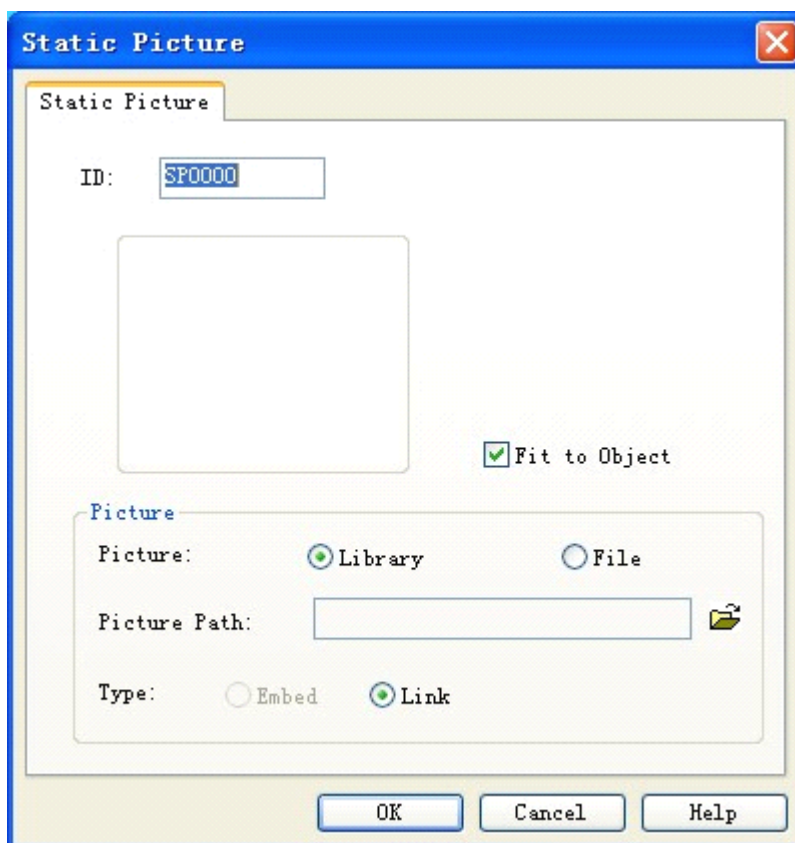 Static Picture
Static Picture
ID: SP0000
Fit to Object
Picture
Picture: Library File
Picture Path:
Type: Embed Link
OK Cancel Help